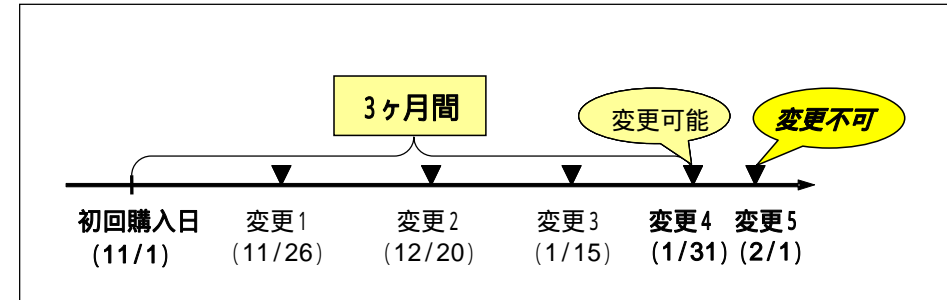 3ヶ月間
変更可能
変更不可
初回購入日 変更1 変更2 変更3 変更4 変更5
(11/1) (11/26) (12/20) (1/15) (1/31) (2/1)